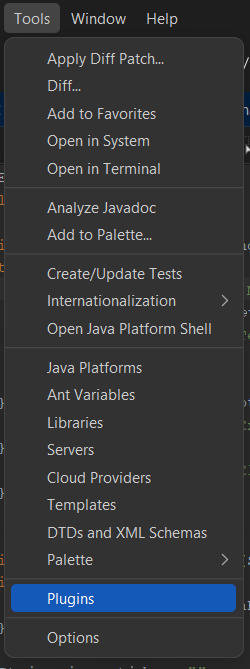 Tools Window Help
Apply Diff Patch...
Diff...
Add to Favorites
Open in System
Open in Terminal
Analyze Javadoc
Add to Palette...
Create/Update Tests
Internationalization
Open Java Platform Shell
Java Platforms
Ant Variables
Libraries
Servers
Cloud Providers
Templates
DTDs and XML Schemas
Palette
Plugins
Options